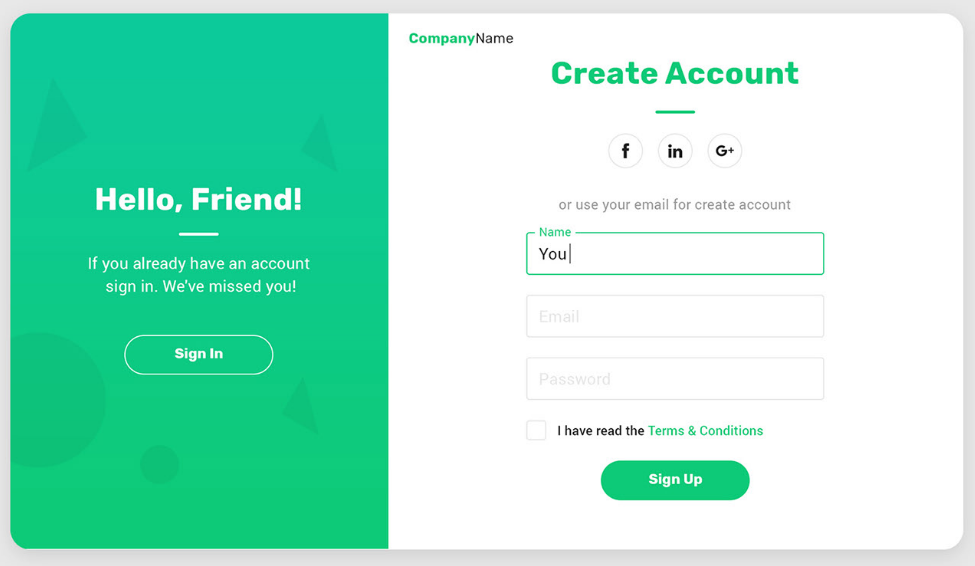 Hello, Friend!
If you already have an account
sign in. We've missed you!
Sign In
CompanyName
Create Account
f
in
G+
or use your email for create account
Name
You
Email
Password
I have read the Terms & Conditions
Sign Up